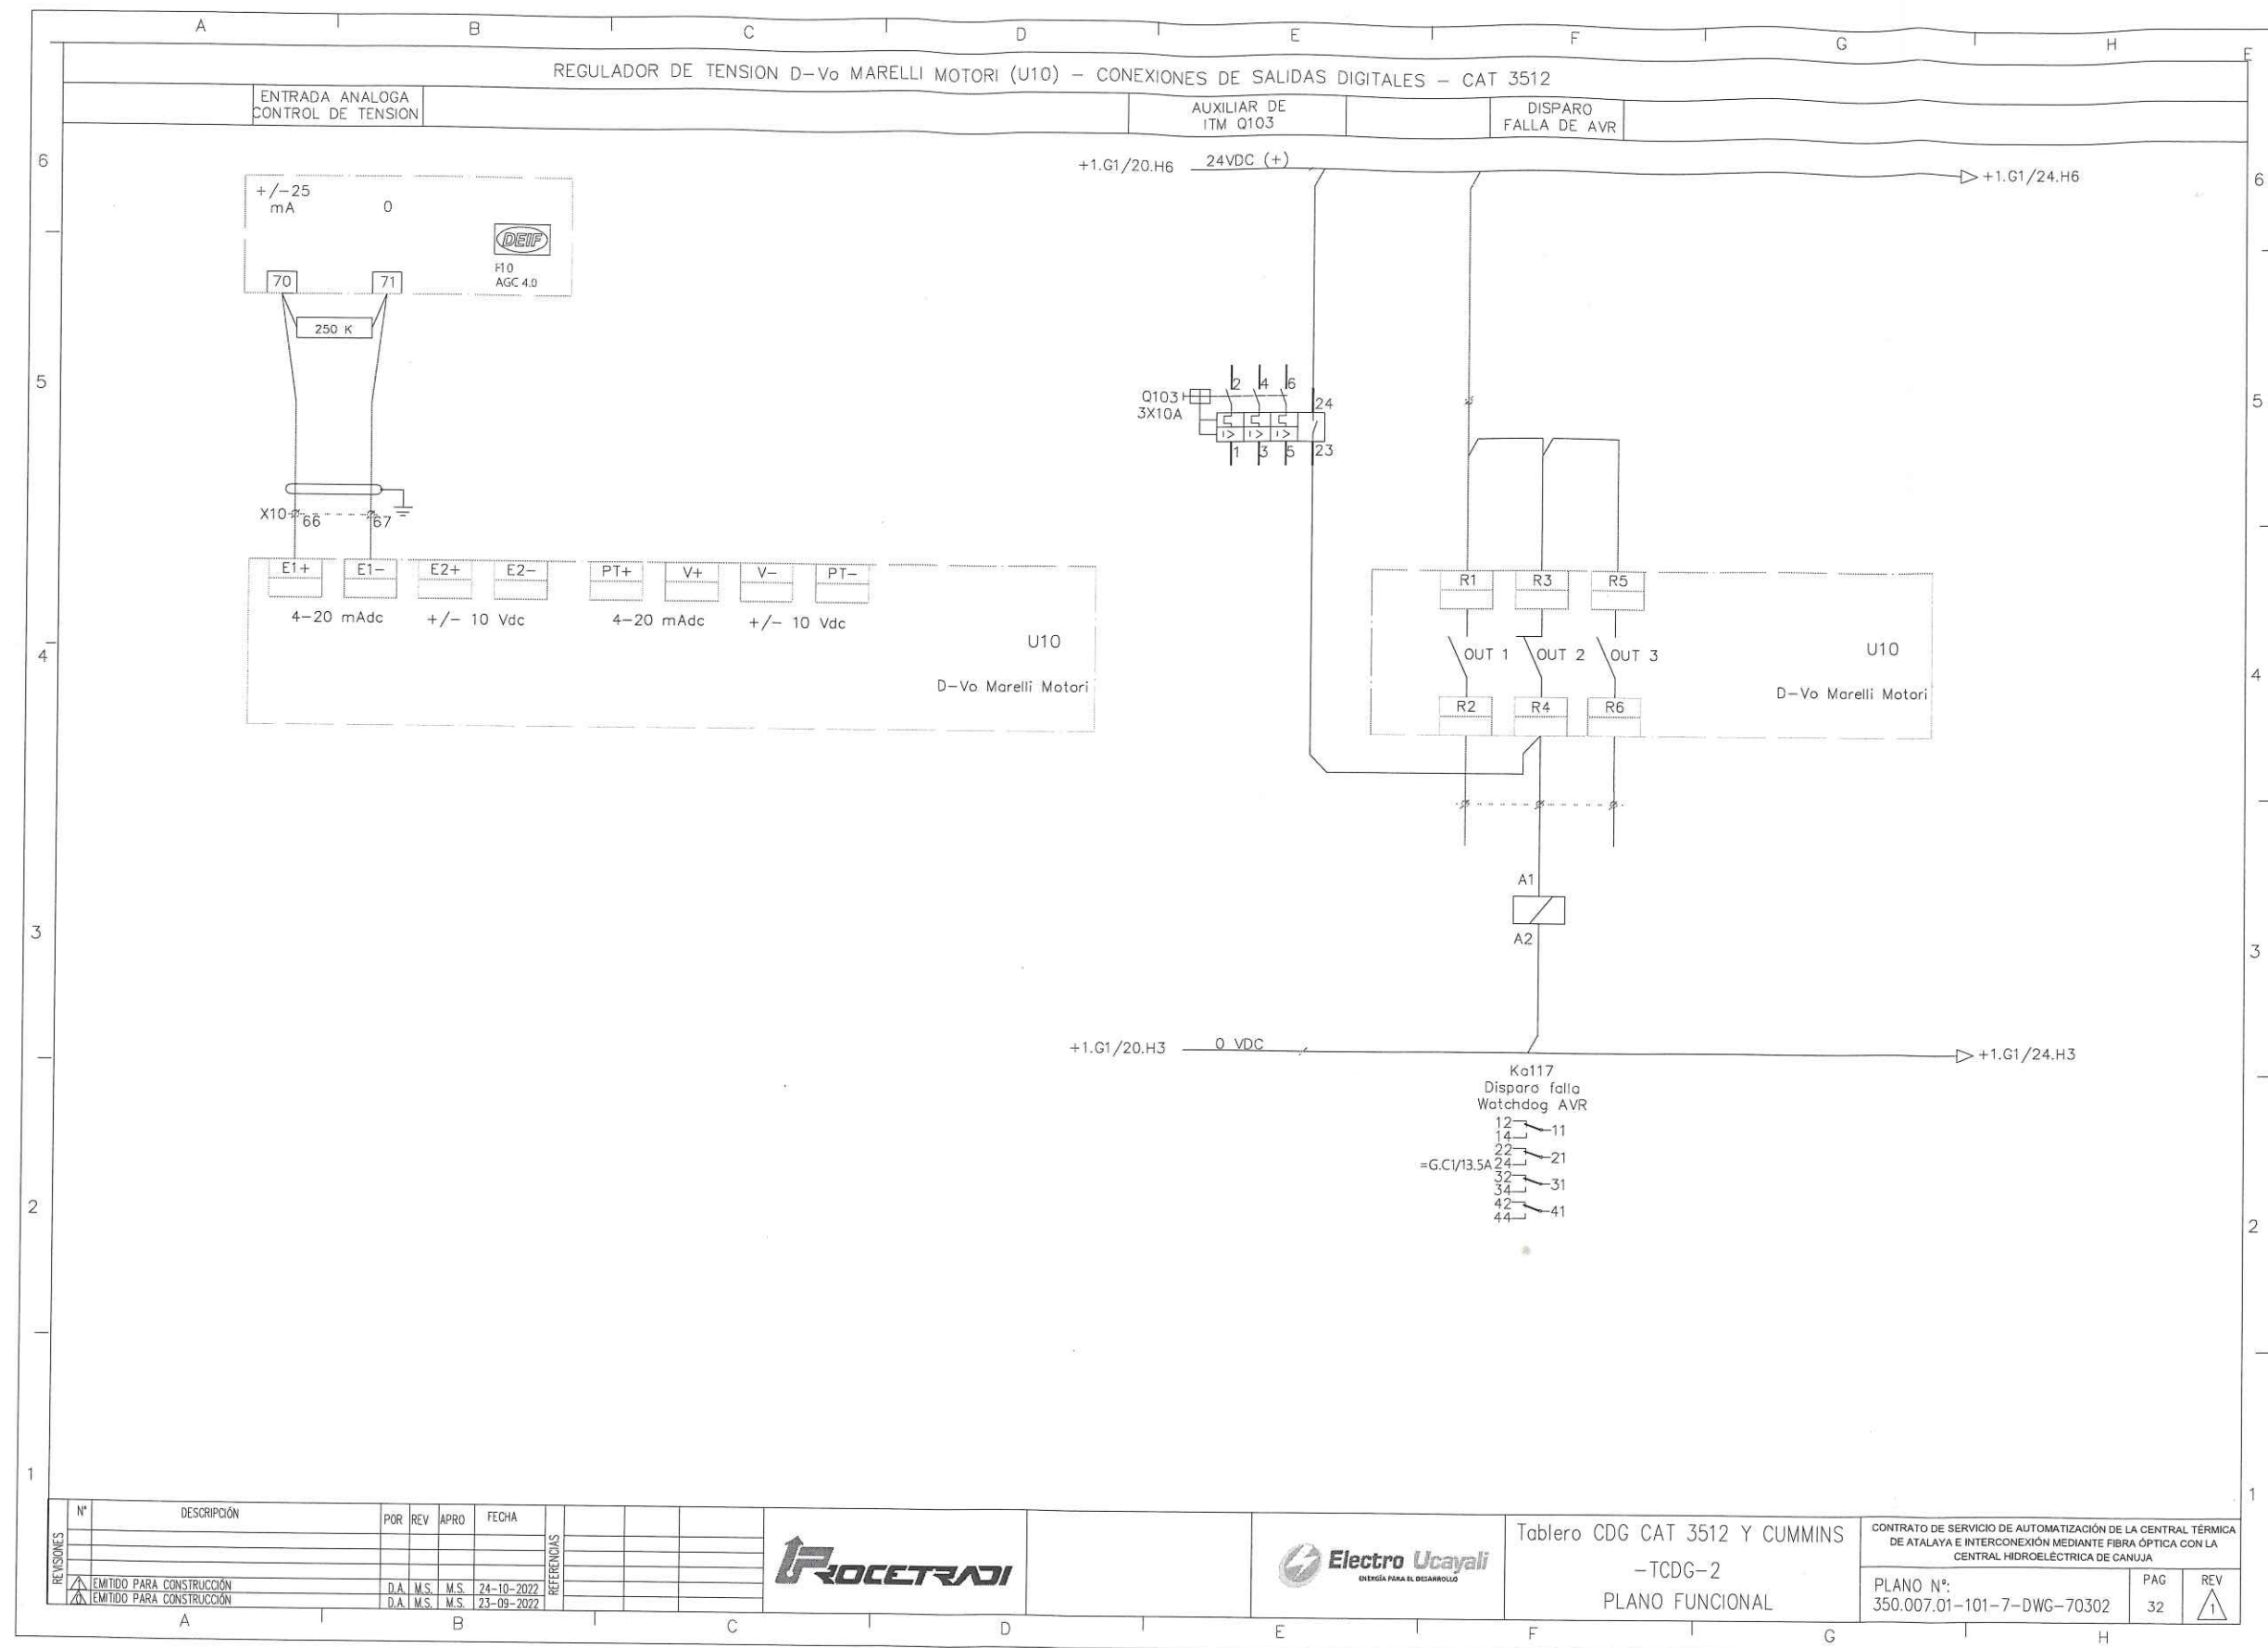 A B C D E F G H
REGULADOR DE TENSION D-Vo MARELLI MOTORI (U10) - CONEXIONES DE SALIDAS DIGITALES - CAT 3512
ENTRADA ANALOGA
CONTROL DE TENSION
AUXILIAR DE
ITM Q103
DISPARO
FALLA DE AVR
6
6
+/-25
mA
0
DEIF
F10
AGC 4.0
70
71
250 K
5
5
X10
66
67
E1+
E1-
E2+
E2-
PT+
V+
V-
PT-
4-20 mAdc
+/- 10 Vdc
4-20 mAdc
+/- 10 Vdc
U10
D-Vo Marelli Motori
4
4
+1.G1/20.H6
24VDC (+)
+1.G1/24.H6
Q103
3X10A
2
4
6
24
I>
I>
I>
1
3
5
23
R1
R3
R5
OUT 1
OUT 2
OUT 3
U10
D-Vo Marelli Motori
R2
R4
R6
A1
A2
3
3
+1.G1/20.H3
0 VDC
+1.G1/24.H3
Ka117
Disparo falla
Watchdog AVR
12
11
14
22
21
=G.C1/13.5A
24
32
31
34
42
41
44
2
2
1
1
REVISIONES
N°
DESCRIPCIÓN
POR
REV
APRO
FECHA
REFERENCIAS
1 EMITIDO PARA CONSTRUCCIÓN D.A. M.S. M.S. 24-10-2022
EMITIDO PARA CONSTRUCCIÓN D.A. M.S. M.S. 23-09-2022
PROCETRADI
Electro Ucayali
ENERGÍA PARA EL DESARROLLO
Tablero CDG CAT 3512 Y CUMMINS
-TCDG-2
PLANO FUNCIONAL
CONTRATO DE SERVICIO DE AUTOMATIZACIÓN DE LA CENTRAL TÉRMICA
DE ATALAYA E INTERCONEXIÓN MEDIANTE FIBRA ÓPTICA CON LA
CENTRAL HIDROELÉCTRICA DE CANUJA
PLANO N°:
350.007.01-101-7-DWG-70302
PAG
32
REV
1
A B C D E F G H